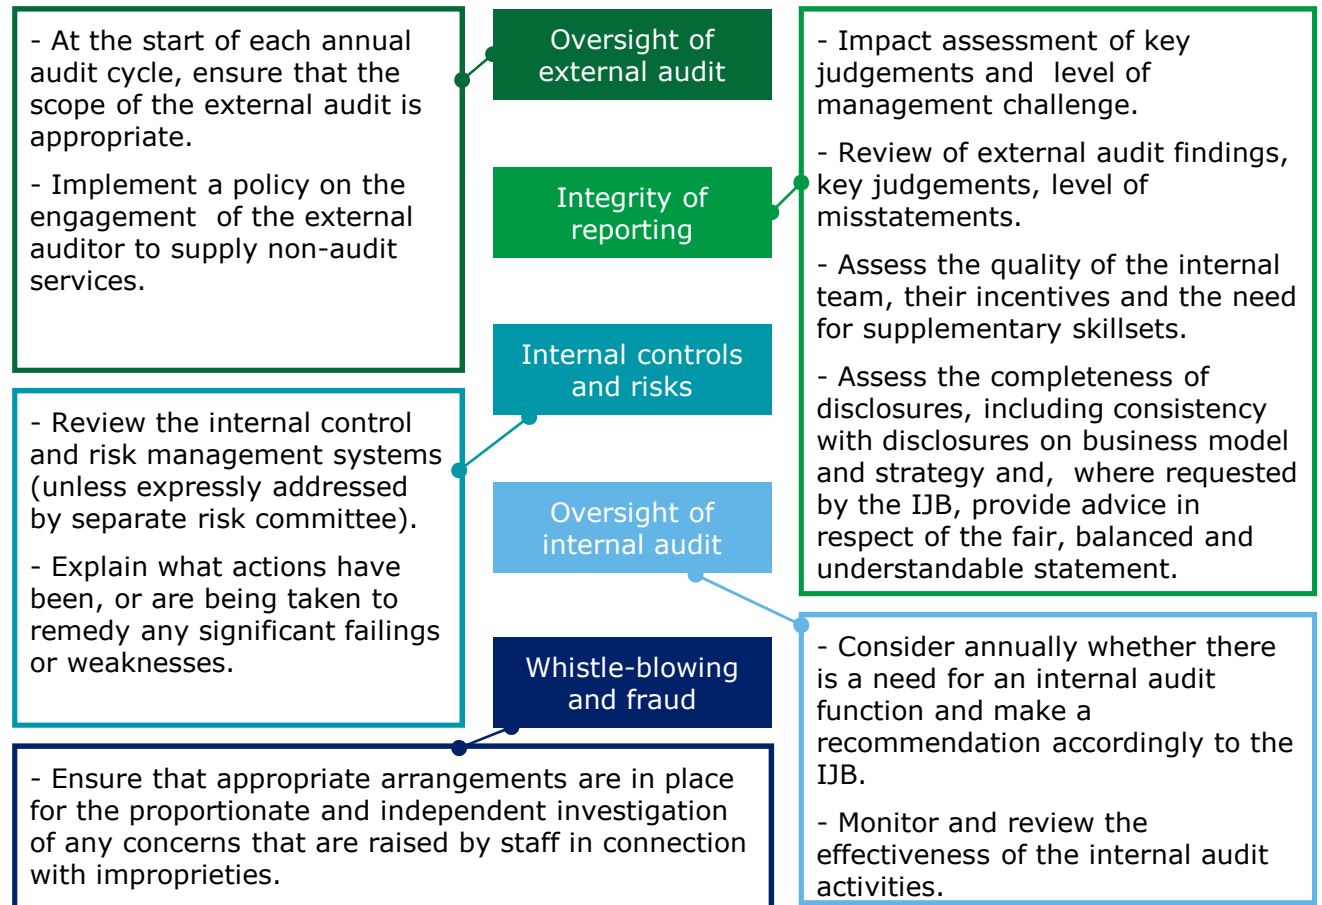 Oversight of
external audit
- At the start of each annual
audit cycle, ensure that the
scope of the external audit is
appropriate.
- Implement a policy on the
engagement  of the external
auditor to supply non-audit
services.
Integrity of
reporting
- Impact assessment of key
judgements and  level of
management challenge.
- Review of external audit findings,
key judgements, level of
misstatements.
- Assess the quality of the internal
team, their incentives and the need
for supplementary skillsets.
- Assess the completeness of
disclosures, including consistency
with disclosures on business model
and strategy and,  where requested
by the IJB, provide advice in
respect of the fair, balanced and
understandable statement.
Internal controls
and risks
- Review the internal control
and risk management systems
(unless expressly addressed
by separate risk committee).
- Explain what actions have
been, or are being taken to
remedy any significant failings
or weaknesses.
Oversight of
internal audit
- Consider annually whether there
is a need for an internal audit
function and make a
recommendation accordingly to the
IJB.
- Monitor and review the
effectiveness of the internal audit
activities.
Whistle-blowing
and fraud
- Ensure that appropriate arrangements are in place
for the proportionate and independent investigation
of any concerns that are raised by staff in connection
with improprieties.